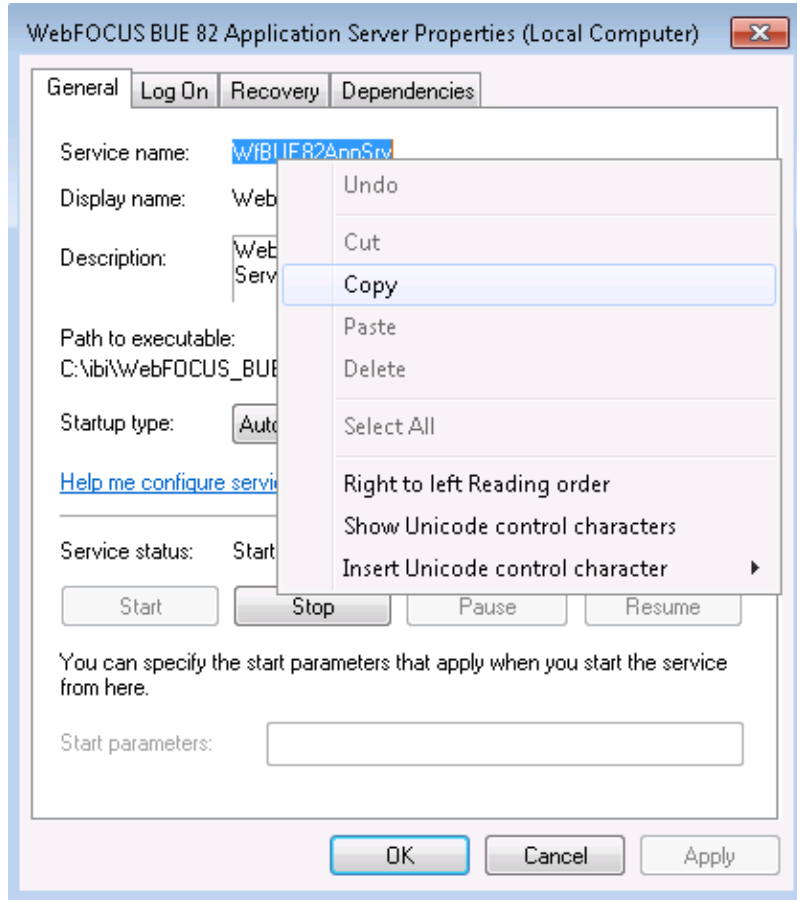 WebFOCUS BUE 82 Application Server Properties (Local Computer)
General Log On Recovery Dependencies
Service name: WfBUE82AppSrv
Display name: Web
Description: Web
Serv
Path to executable:
C:\ibi\WebFOCUS_BUE
Startup type: Auto
Help me configure servi
Service status: Start
Start Stop Pause Resume
Undo
Cut
Copy
Paste
Delete
Select All
Right to left Reading order
Show Unicode control characters
Insert Unicode control character
You can specify the start parameters that apply when you start the service
from here.
Start parameters:
OK Cancel Apply